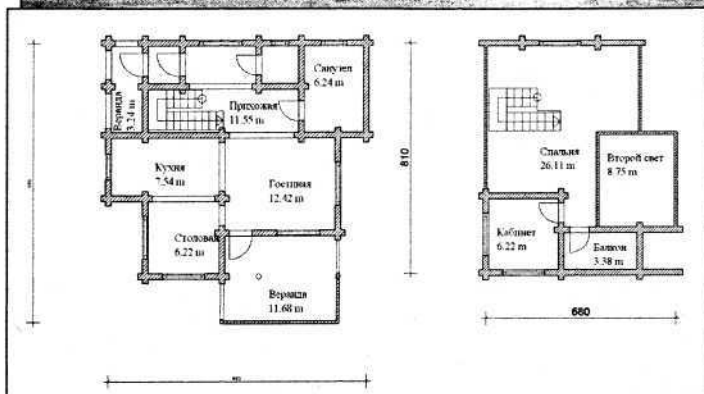 Санузел
6.24 m
Прихожая
11.55 m
Веранда
3.24 m
Кухня
7.54 m
Гостиная
12.42 m
Столовая
6.22 m
Веранда
11.68 m
810
Спальня
26.11 m
Второй свет
8.75 m
Кабинет
6.22 m
Балкон
3.38 m
680